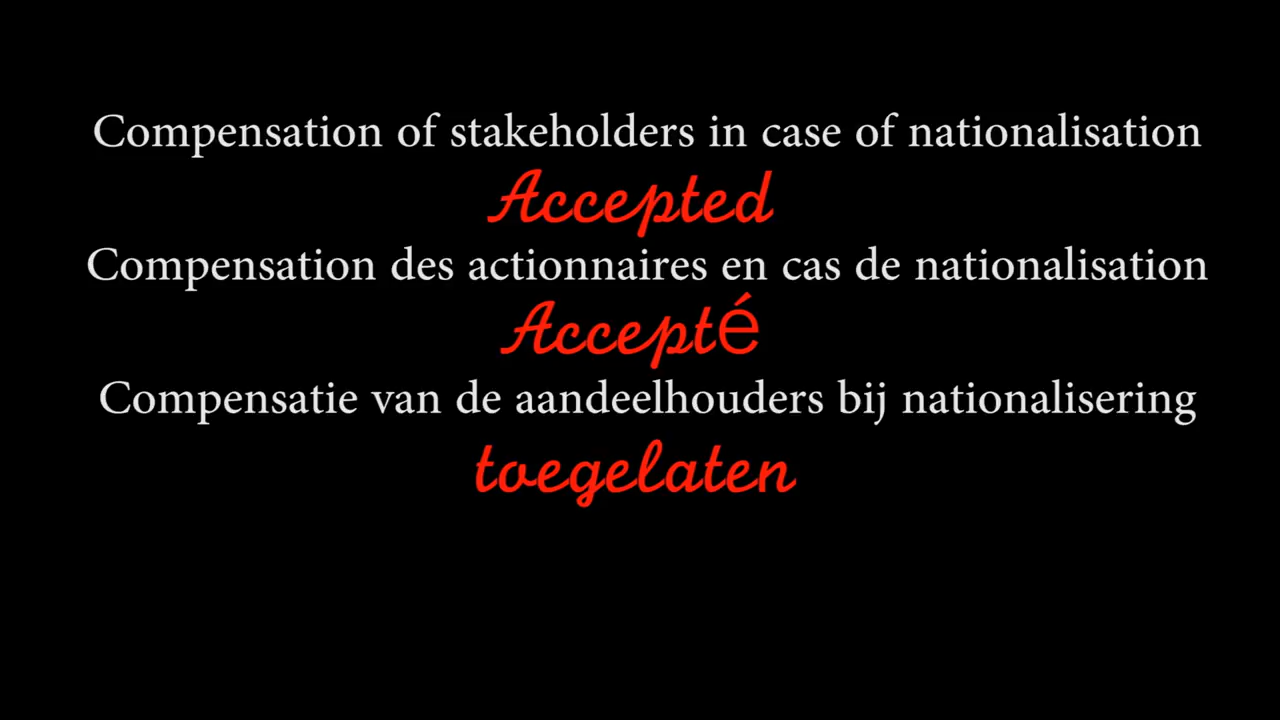 Compensation of stakeholders in case of nationalisation
Accepted
Compensation des actionnaires en cas de nationalisation
Accepté
Compensatie van de aandeelhouders bij nationalisering
toegelaten